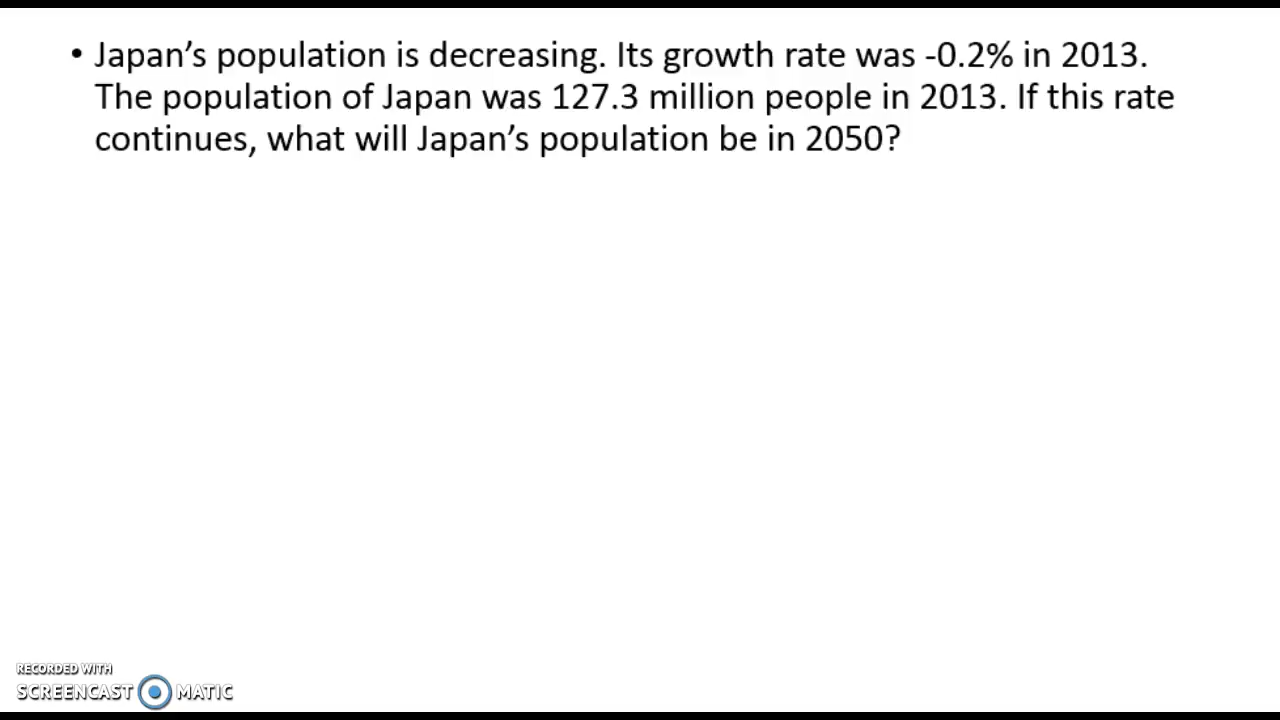 • Japan’s population is decreasing. Its growth rate was -0.2% in 2013.
The population of Japan was 127.3 million people in 2013. If this rate
continues, what will Japan’s population be in 2050?
RECORDED WITH
SCREENCAST MATIC